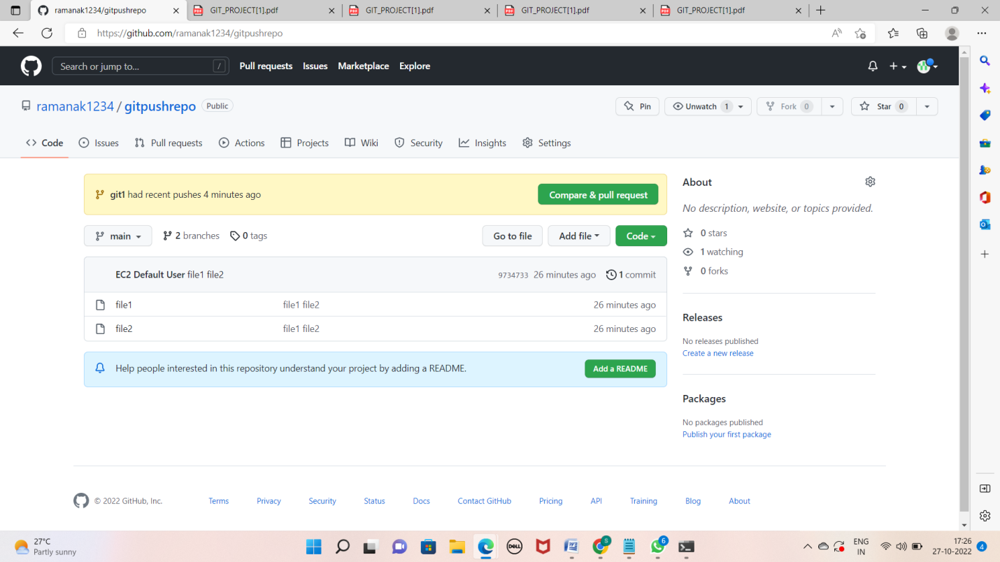 ramanak1234/gitpushrepo
GIT_PROJECT[1].pdf
GIT_PROJECT[1].pdf
GIT_PROJECT[1].pdf
GIT_PROJECT[1].pdf
https://github.com/ramanak1234/gitpushrepo
Search or jump to... / Pull requests Issues Marketplace Explore
ramanak1234 / gitpushrepo Public
Pin Unwatch 1 Fork 0 Star 0
Code Issues Pull requests Actions Projects Wiki Security Insights Settings
git1 had recent pushes 4 minutes ago Compare & pull request
main 2 branches 0 tags Go to file Add file Code
EC2 Default User file1 file2 9734733 26 minutes ago 1 commit
file1 file1 file2 26 minutes ago
file2 file1 file2 26 minutes ago
Help people interested in this repository understand your project by adding a README. Add a README
About
No description, website, or topics provided.
0 stars
1 watching
0 forks
Releases
No releases published
Create a new release
Packages
No packages published
Publish your first package
© 2022 GitHub, Inc. Terms Privacy Security Status Docs Contact GitHub Pricing API Training Blog About
27°C
Partly sunny
DELL
W
S
6
ENG
IN
17:26
27-10-2022
4